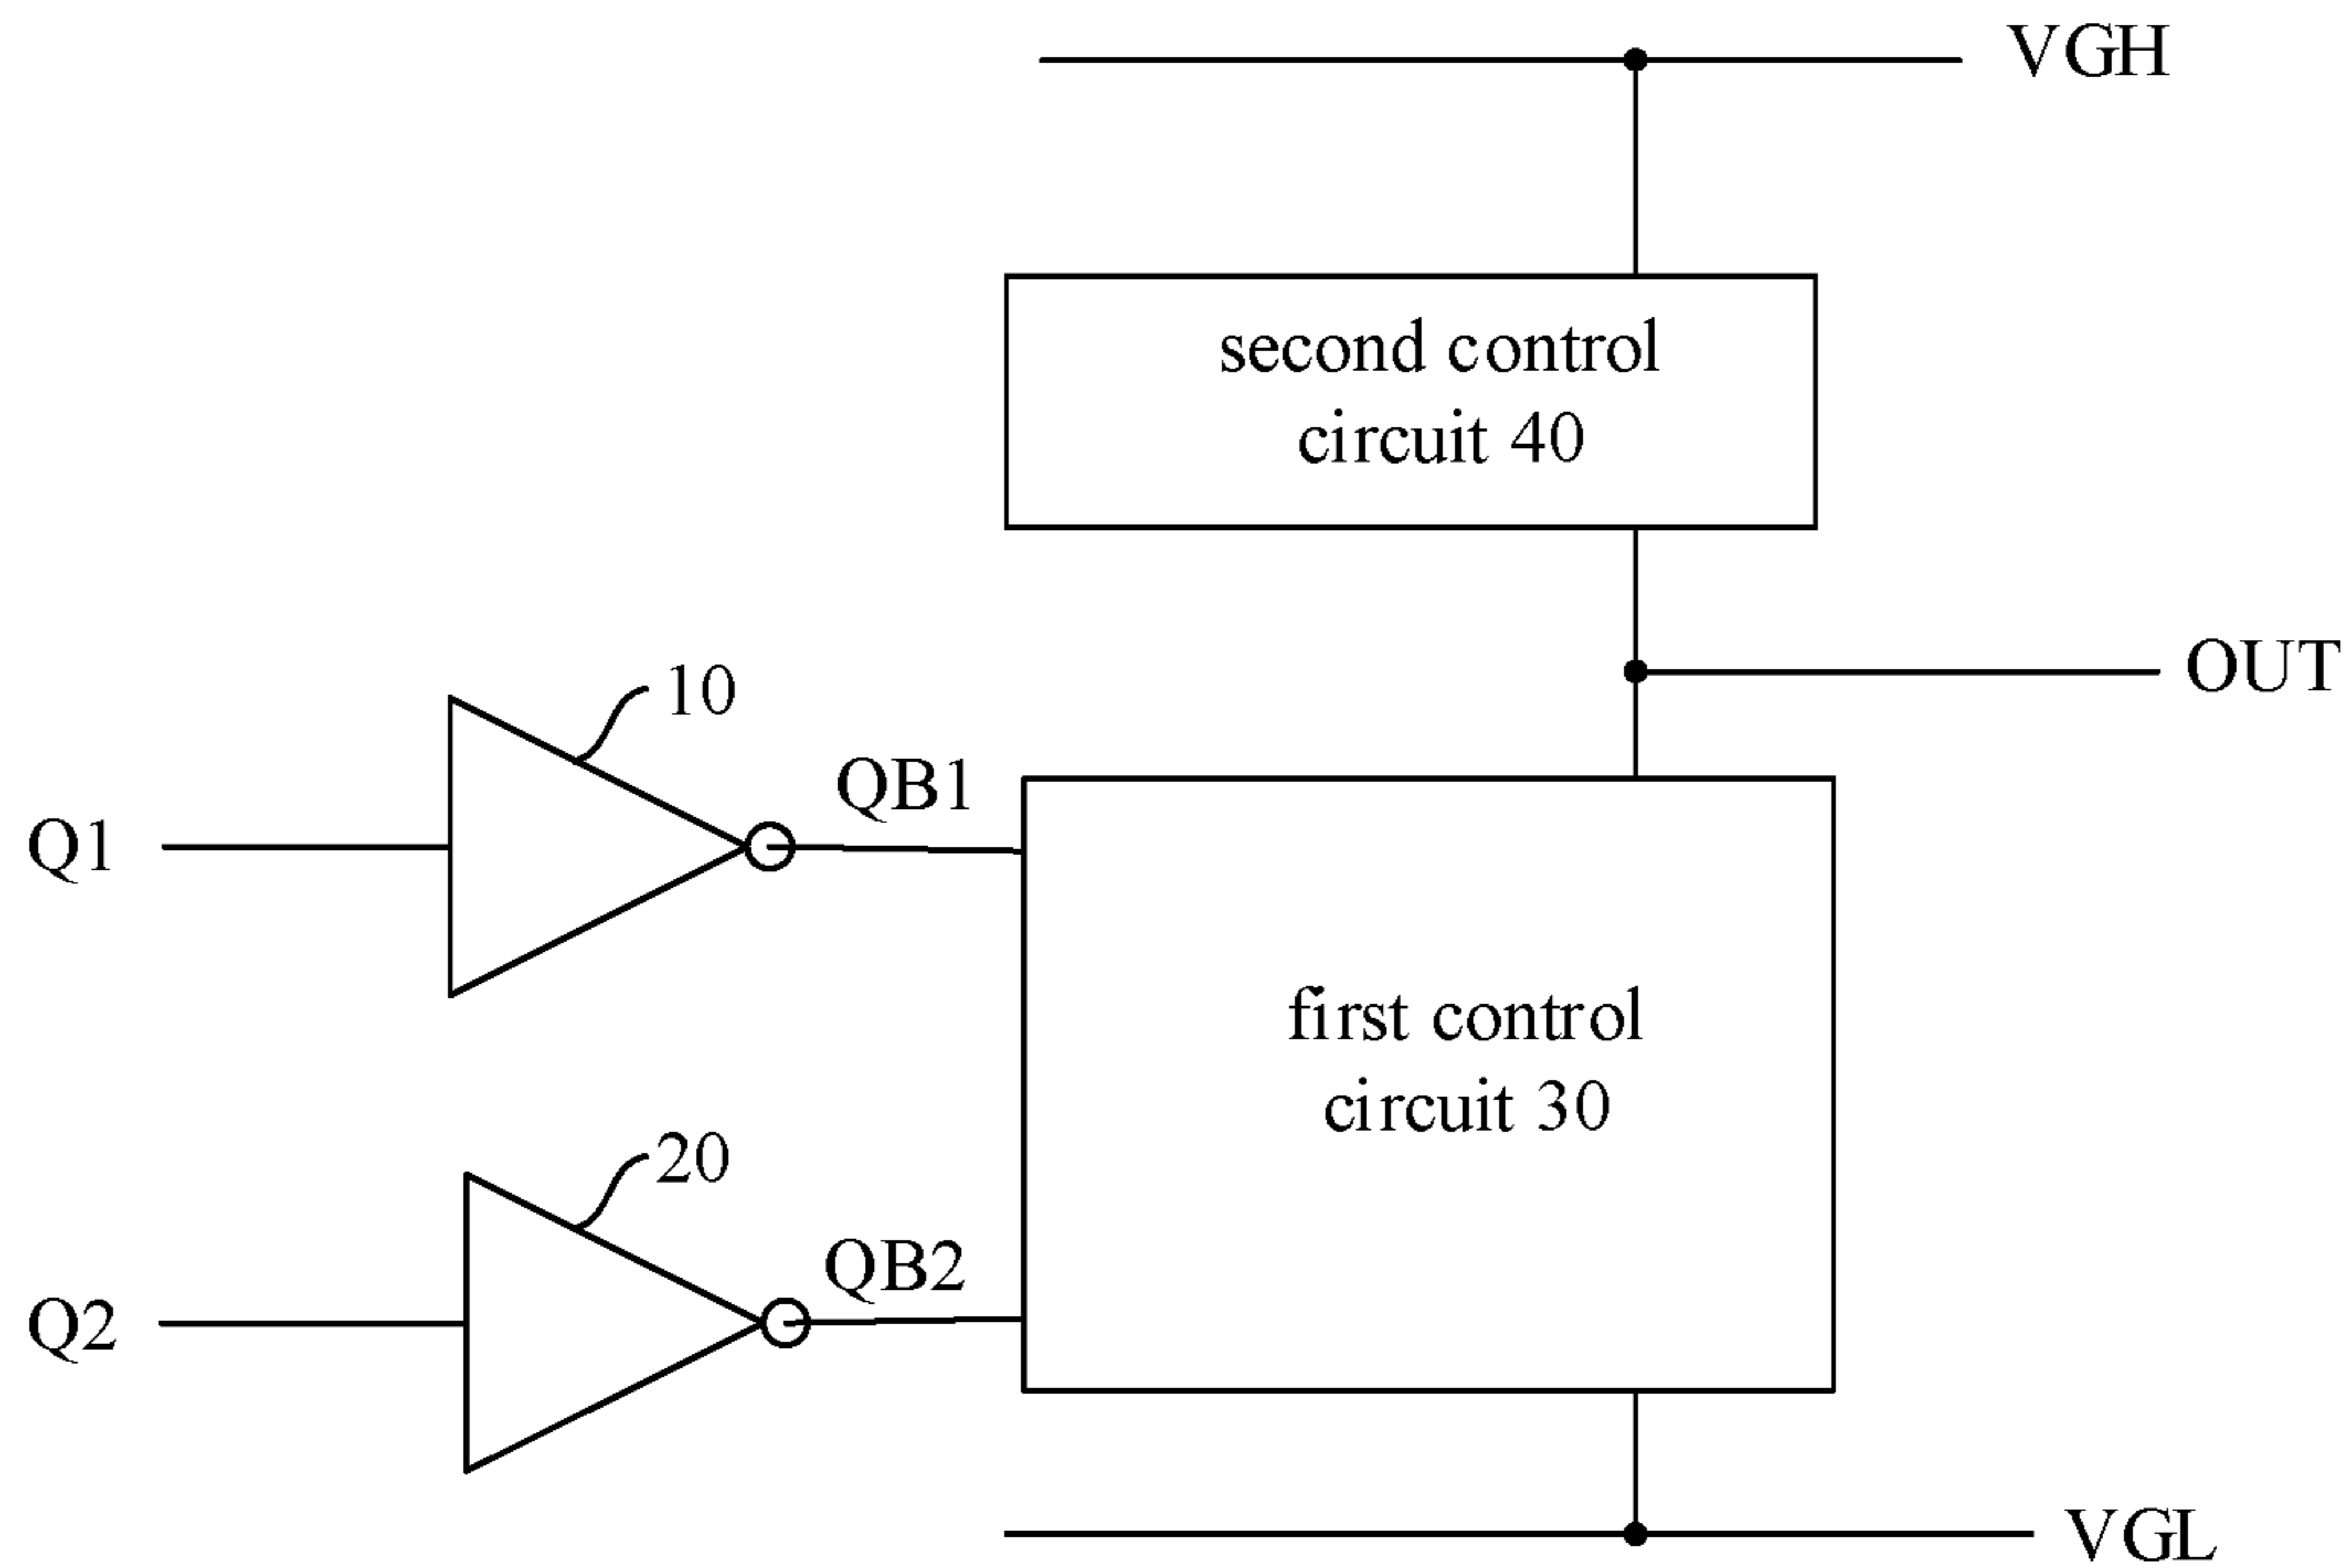 VGH
second control
circuit 40
OUT
10
QB1
Q1
first control
circuit 30
20
QB2
Q2
VGL